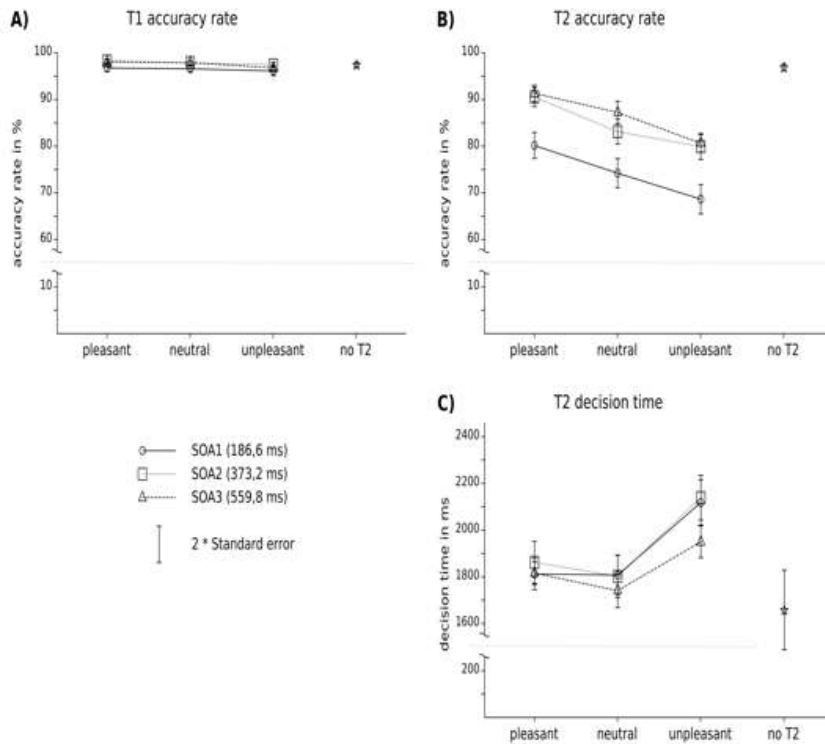 A) T1 accuracy rate
accuracy rate in %
100
90
80
70
60
10
pleasant neutral unpleasant no T2
B) T2 accuracy rate
accuracy rate in %
100
90
80
70
60
10
pleasant neutral unpleasant no T2
SOA1 (186,6 ms)
SOA2 (373,2 ms)
SOA3 (559,8 ms)
2 * Standard error
C) T2 decision time
decision time in ms
2400
2200
2000
1800
1600
200
pleasant neutral unpleasant no T2